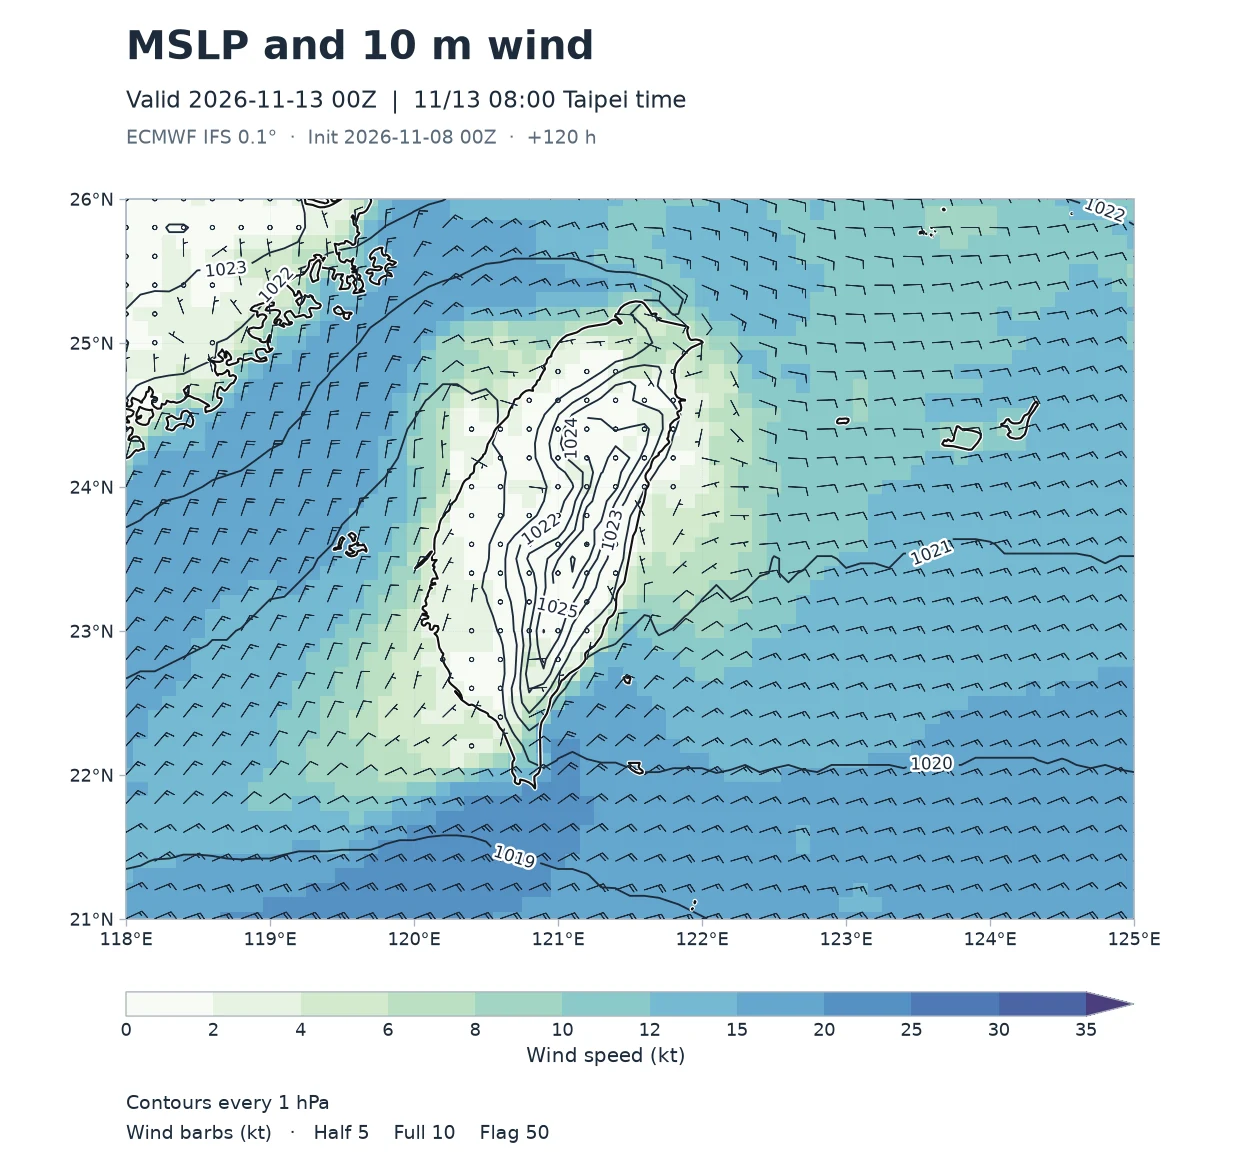 MSLP and 10 m wind
Valid 2026-11-13 00Z | 11/13 08:00 Taipei time
ECMWF IFS 0.1° · Init 2026-11-08 00Z · +120 h
26°N
25°N
24°N
23°N
22°N
21°N
1022
1023
1022
1024
1022
1023
1025
1021
1020
1019
118°E 119°E 120°E 121°E 122°E 123°E 124°E 125°E
0 2 4 6 8 10 12 15 20 25 30 35
Wind speed (kt)
Contours every 1 hPa
Wind barbs (kt) · Half 5 Full 10 Flag 50